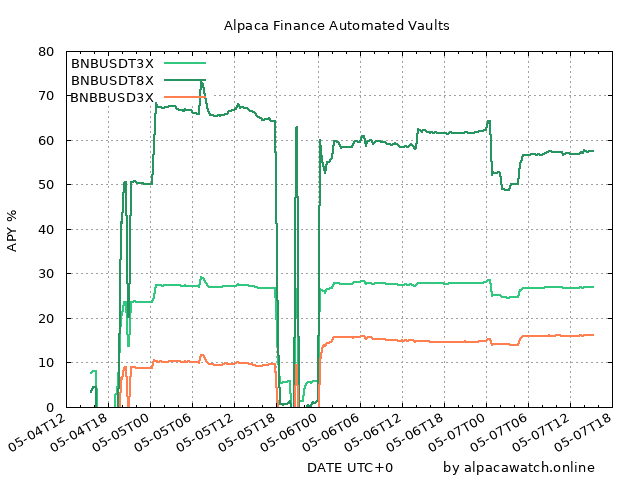 Alpaca Finance Automated Vaults
BNBUSDT3X
BNBUSDT8X
BNBBUSD3X
APY %
80
70
60
50
40
30
20
10
0
05-04T12
05-04T18
05-05T00
05-05T06
05-05T12
05-05T18
05-06T00
05-06T06
05-06T12
05-06T18
05-07T00
05-07T06
05-07T12
05-07T18
DATE UTC+0
by alpacawatch.online